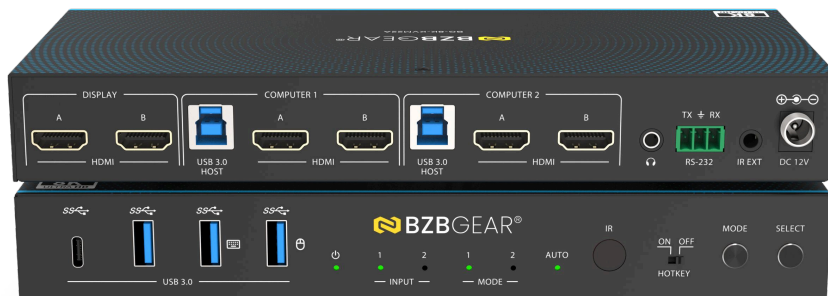 BZBGEAR®
DISPLAY
COMPUTER 1
COMPUTER 2
A
B
A
B
A
B
TX RX
HDMI
USB 3.0
HOST
HDMI
USB 3.0
HOST
HDMI
RS-232
IR EXT
DC 12V
BZBGEAR®
IR
MODE
SELECT
ON OFF
1
2
1
2
AUTO
HOTKEY
USB 3.0
INPUT
MODE